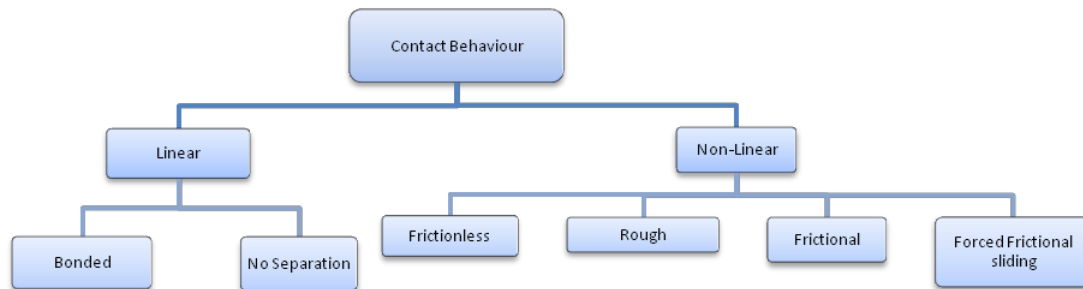 Contact Behaviour
Linear
Non-Linear
Bonded
No Separation
Frictionless
Rough
Frictional
Forced Frictional
sliding